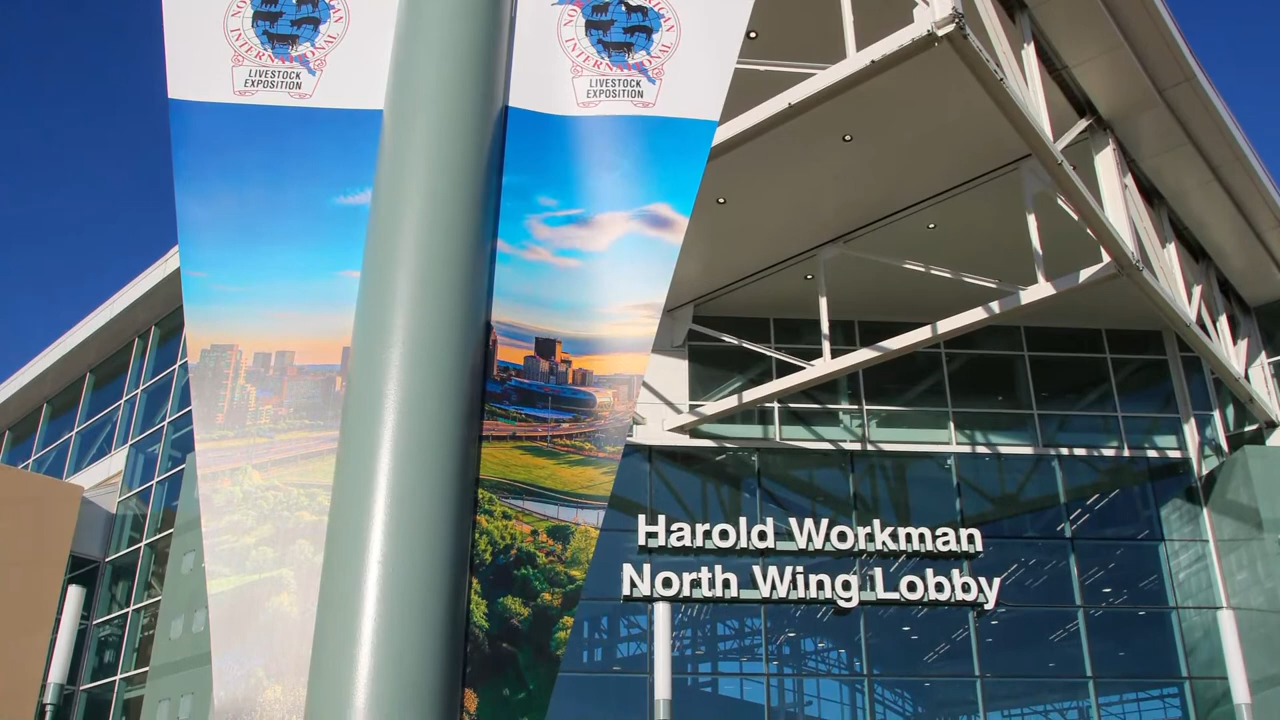 INTERNATIONAL
LIVESTOCK
EXPOSITION
INTERNATIONAL
LIVESTOCK
EXPOSITION
Harold Workman
North Wing Lobby